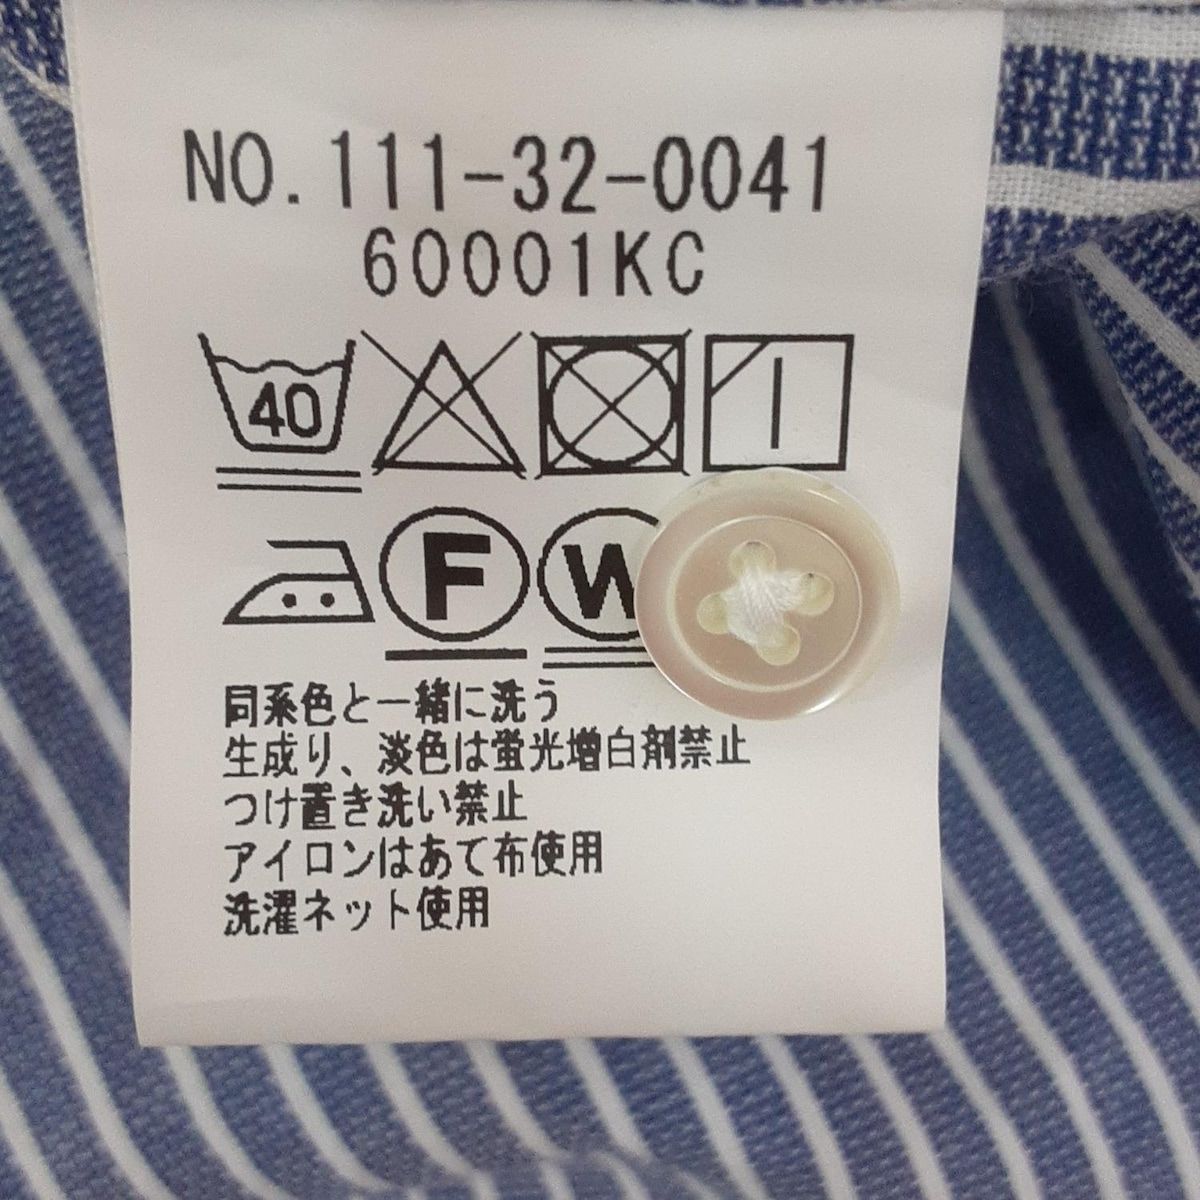 NO.111-32-0041
60001KC
40
F W
同系色と一緒に洗う
生成り、淡色は蛍光増白剤禁止
つけ置き洗い禁止
アイロンはあて布使用
洗濯ネット使用